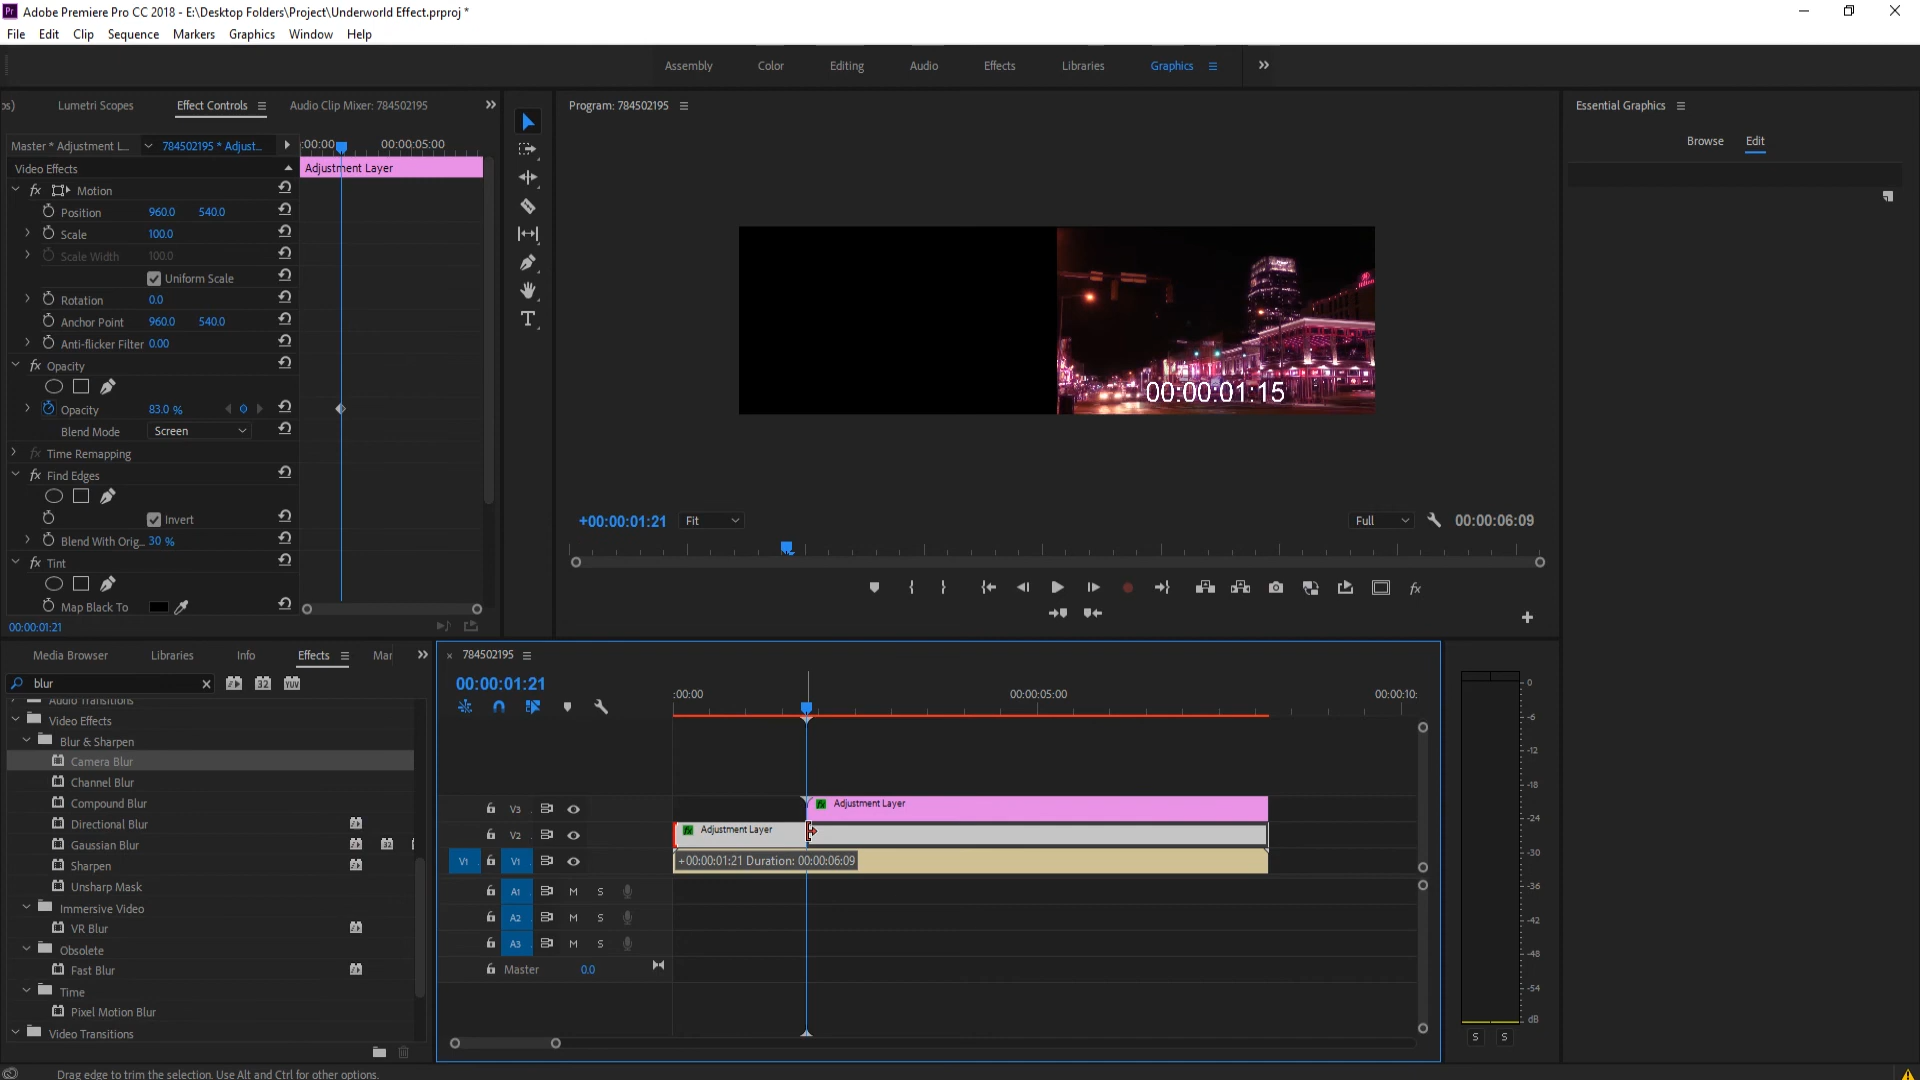 Pr Adobe Premiere Pro CC 2018 - E:\Desktop Folders\Project\Underworld Effect.prproj *
File Edit Clip Sequence Markers Graphics Window Help
Assembly Color Editing Audio Effects Libraries Graphics
Lumetri Scopes Effect Controls Audio Clip Mixer: 784502195
Master * Adjustment L... 784502195 * Adjust...
:00:00 00:00:05:00
Video Effects
Adjustment Layer
fx Motion
Position 960.0 540.0
Scale 100.0
Scale Width 100.0
Uniform Scale
Rotation 0.0
Anchor Point 960.0 540.0
Anti-flicker Filter 0.00
fx Opacity
Opacity 83.0 %
Blend Mode Screen
fx Time Remapping
fx Find Edges
Invert
Blend With Orig... 30 %
fx Tint
Map Black To
00:00:01:21
Program: 784502195
00:00:01:15
+00:00:01:21 Fit Full 00:00:06:09
fx
Essential Graphics
Browse Edit
Media Browser Libraries Info Effects Mar
blur
32 YUV
Audio Transitions
Video Effects
Blur & Sharpen
Camera Blur
Channel Blur
Compound Blur
Directional Blur
Gaussian Blur 32
Sharpen
Unsharp Mask
Immersive Video
VR Blur
Obsolete
Fast Blur
Time
Pixel Motion Blur
Video Transitions
× 784502195
00:00:01:21
:00:00 00:00:05:00 00:00:10:
V3 Adjustment Layer
V2 Adjustment Layer
V1 V1 +00:00:01:21 Duration: 00:00:06:09
A1 M S
A2 M S
A3 M S
Master 0.0
0
-6
-12
-18
-24
-30
-36
-42
-48
-54
dB
S S
Drag edge to trim the selection. Use Alt and Ctrl for other options.